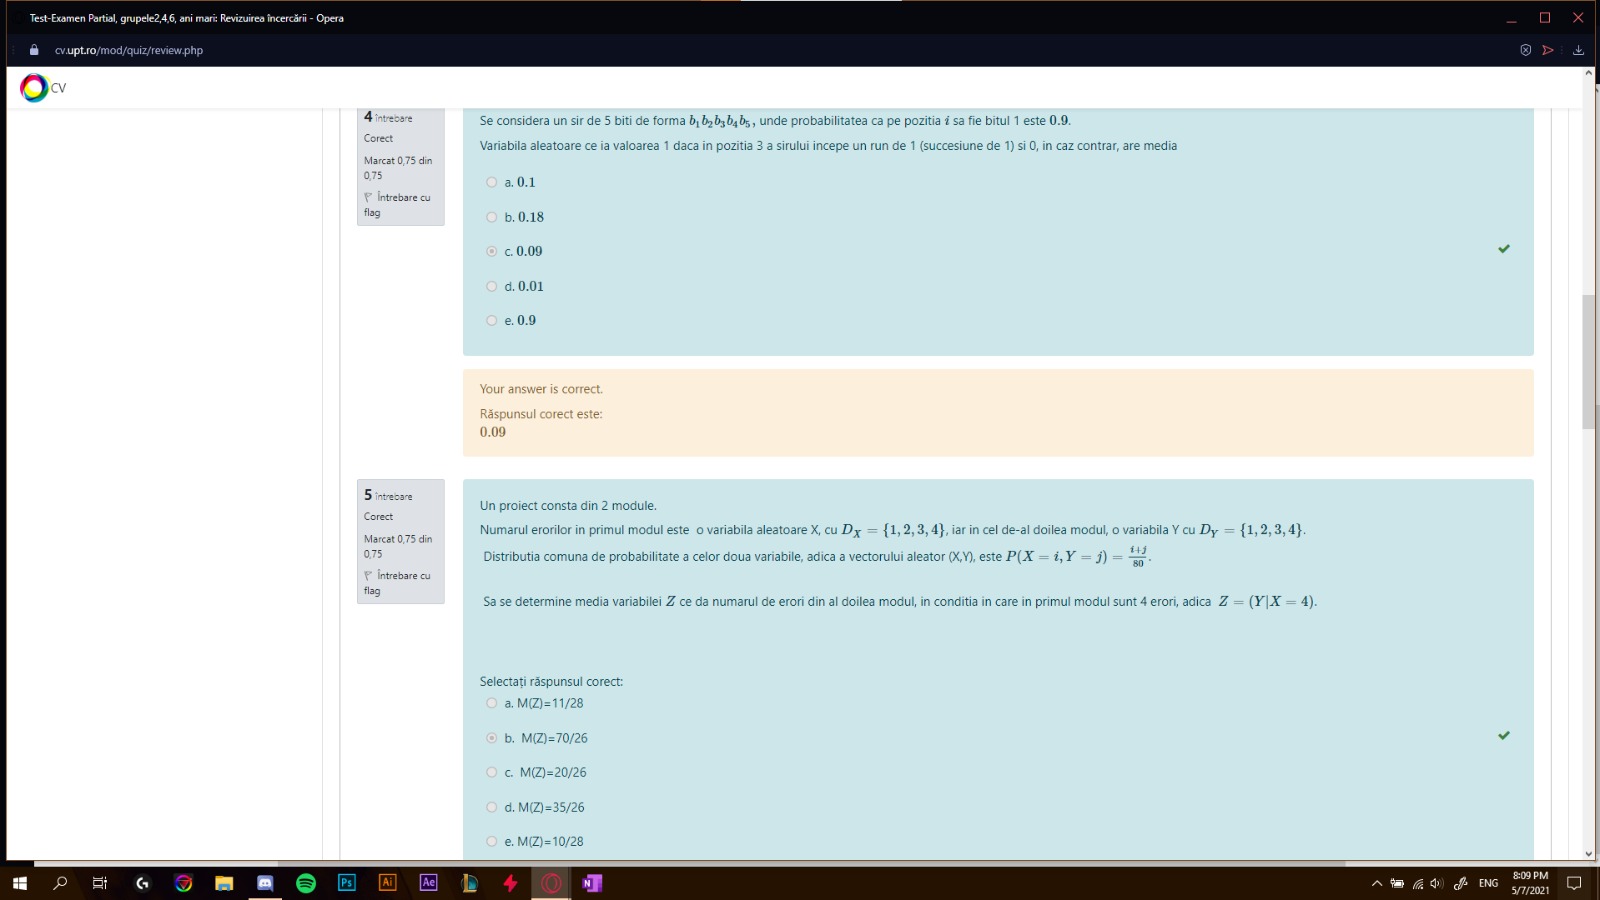 Test-Examen Partial, grupele2,4,6, ani mari: Revizuirea încercării - Opera
cv.upt.ro/mod/quiz/review.php
CV
4 întrebare
Corect
Marcat 0,75 din
0,75
Întrebare cu
flag
Se considera un sir de 5 biti de forma b₁b₂b₃b₄b₅, unde probabilitatea ca pe pozitia i sa fie bitul 1 este 0.9.
Variabila aleatoare ce ia valoarea 1 daca in pozitia 3 a sirului incepe un run de 1 (succesiune de 1) si 0, in caz contrar, are media
a. 0.1
b. 0.18
c. 0.09
d. 0.01
e. 0.9
Your answer is correct.
Răspunsul corect este:
0.09
5 întrebare
Corect
Marcat 0,75 din
0,75
Întrebare cu
flag
Un proiect consta din 2 module.
Numarul erorilor in primul modul este o variabila aleatoare X, cu D_X = {1, 2, 3, 4}, iar in cel de-al doilea modul, o variabila Y cu D_Y = {1, 2, 3, 4}.
Distributia comuna de probabilitate a celor doua variabile, adica a vectorului aleator (X,Y), este P(X = i, Y = j) = (i+j)/80.
Sa se determine media variabilei Z ce da numarul de erori din al doilea modul, in conditia in care in primul modul sunt 4 erori, adica Z = (Y|X = 4).
Selectați răspunsul corect:
a. M(Z)=11/28
b. M(Z)=70/26
c. M(Z)=20/26
d. M(Z)=35/26
e. M(Z)=10/28
Ps
Ai
Ae
N
ENG
8:09 PM
5/7/2021